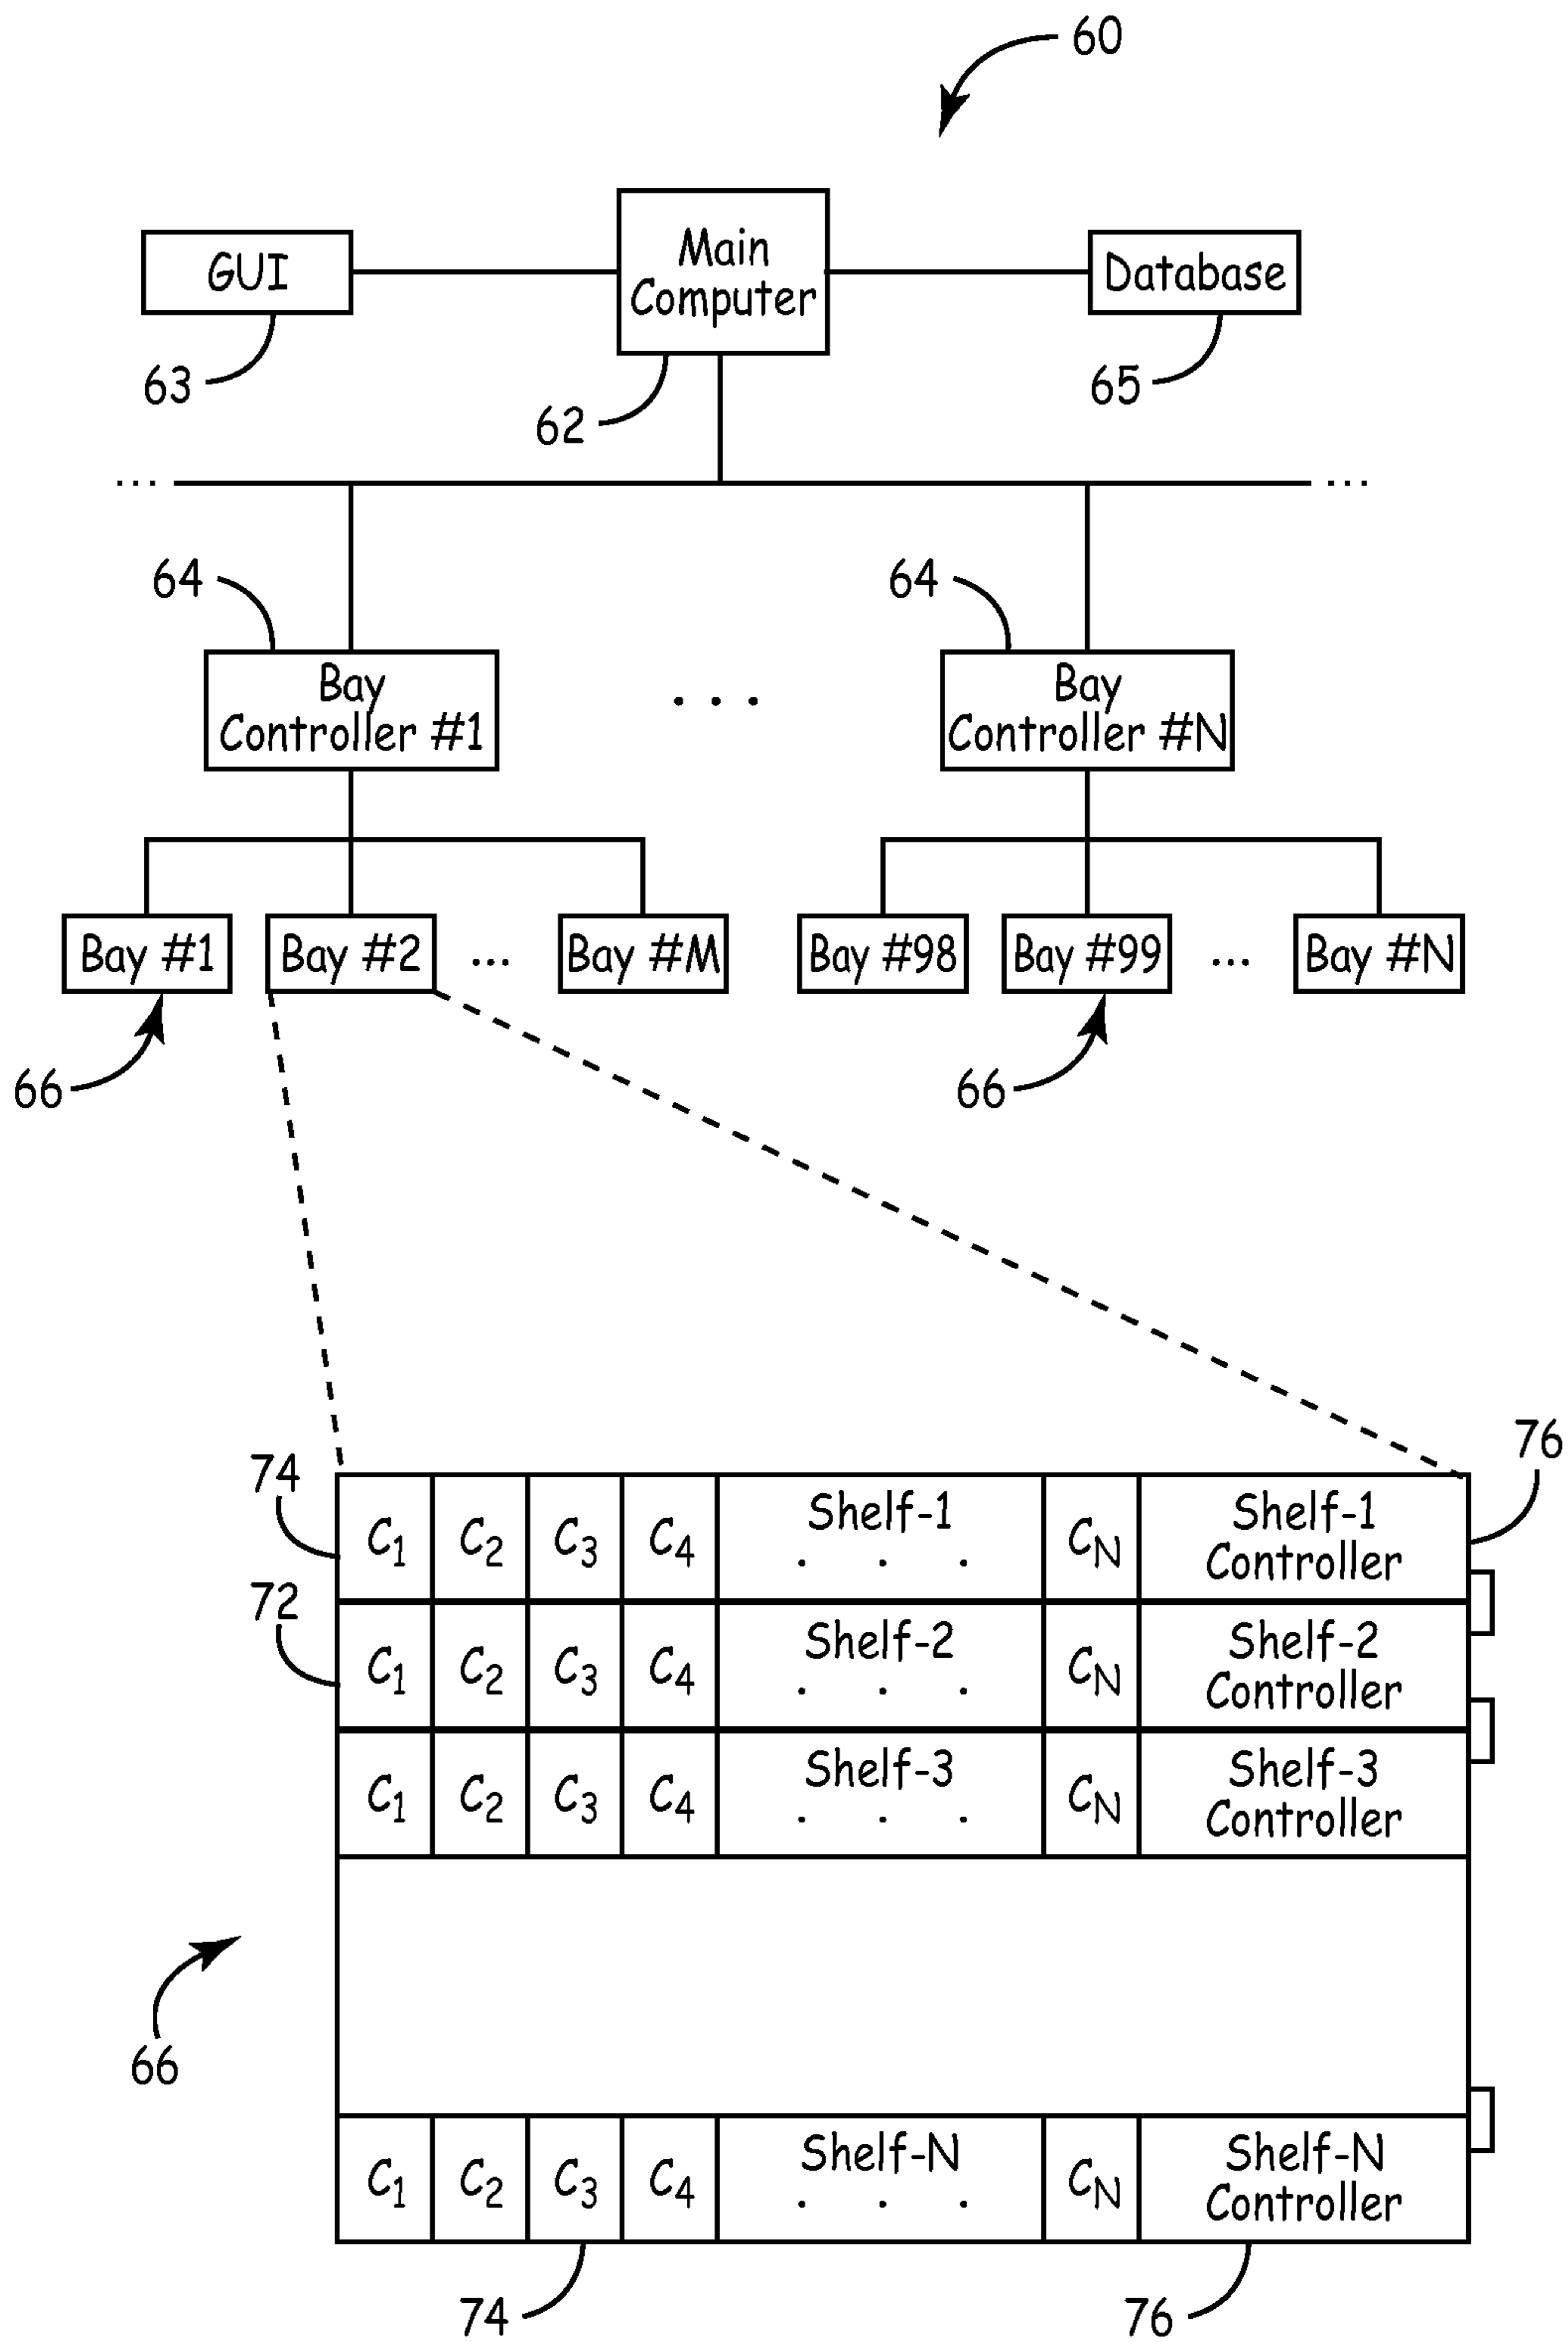 60
GUI
Main
Computer
Database
63
62
65
... ...
64
64
Bay
Controller #1
. . .
Bay
Controller #N
Bay #1
Bay #2
...
Bay #M
Bay #98
Bay #99
...
Bay #N
66
66
74
76
C1 C2 C3 C4 Shelf-1 . . . CN Shelf-1
Controller
72
C1 C2 C3 C4 Shelf-2 . . . CN Shelf-2
Controller
C1 C2 C3 C4 Shelf-3 . . . CN Shelf-3
Controller
66
C1 C2 C3 C4 Shelf-N . . . CN Shelf-N
Controller
74
76